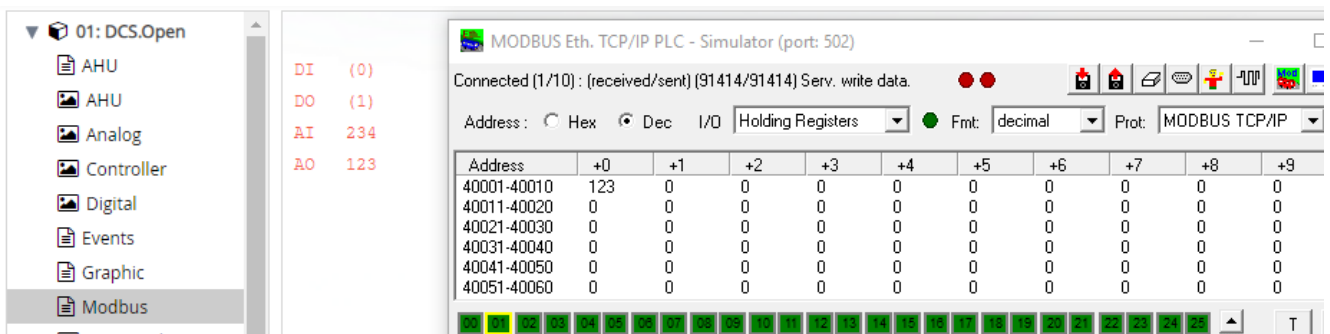 01: DCS.Open
AHU
AHU
Analog
Controller
Digital
Events
Graphic
Modbus
DI (0)
DO (1)
AI 234
AO 123
MODBUS Eth. TCP/IP PLC - Simulator (port: 502)
Connected (1/10) : (received/sent) (91414/91414) Serv. write data.
Address : Hex Dec I/O Holding Registers Fmt: decimal Prot: MODBUS TCP/IP
Address +0 +1 +2 +3 +4 +5 +6 +7 +8 +9
40001-40010 123 0 0 0 0 0 0 0 0 0
40011-40020 0 0 0 0 0 0 0 0 0 0
40021-40030 0 0 0 0 0 0 0 0 0 0
40031-40040 0 0 0 0 0 0 0 0 0 0
40041-40050 0 0 0 0 0 0 0 0 0 0
40051-40060 0 0 0 0 0 0 0 0 0 0
00 01 02 03 04 05 06 07 08 09 10 11 12 13 14 15 16 17 18 19 20 21 22 23 24 25 T